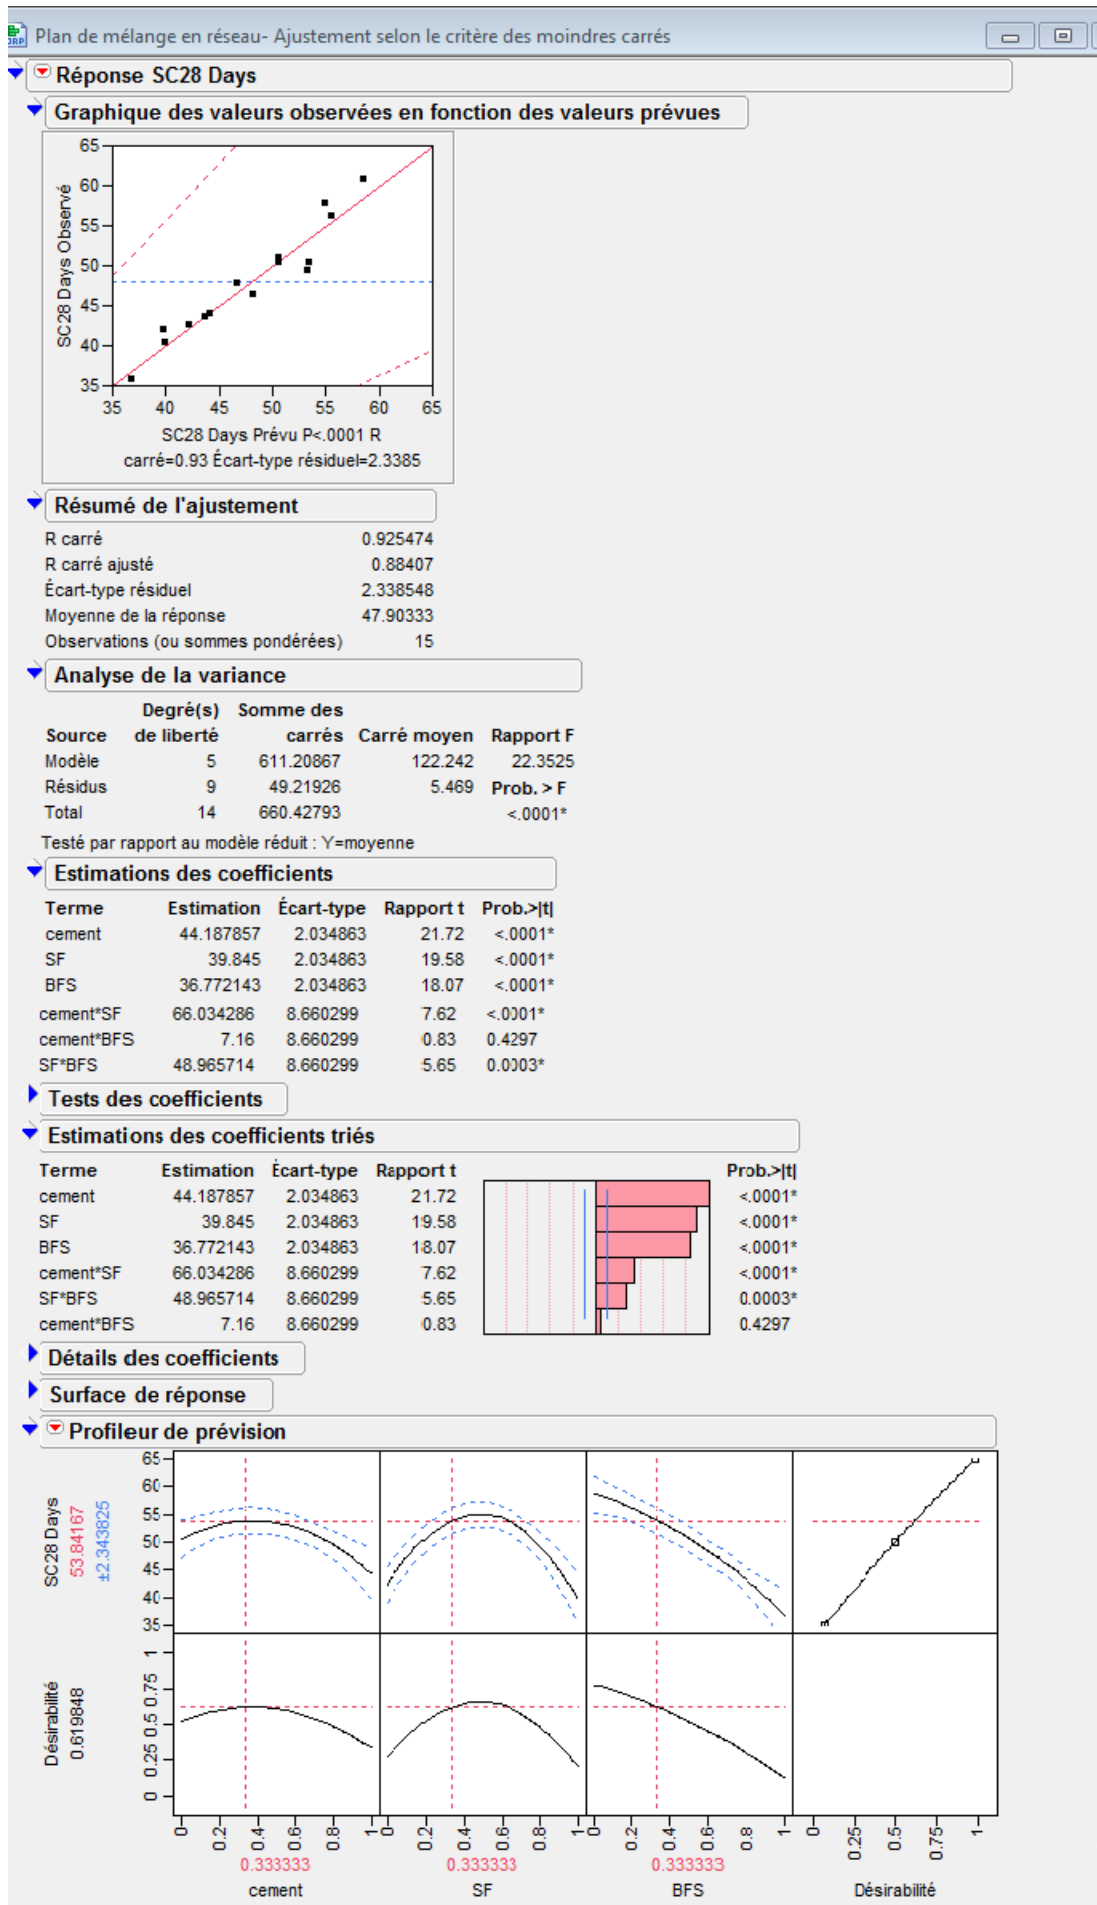 Plan de mélange en réseau- Ajustement selon le critère des moindres carrés
Réponse SC28 Days
Graphique des valeurs observées en fonction des valeurs prévues
65
60
55
50
45
40
35
SC28 Days Observé
35 40 45 50 55 60 65
SC28 Days Prévu P<.0001 R
carré=0.93 Écart-type résiduel=2.3385
Résumé de l'ajustement
R carré 0.925474
R carré ajusté 0.88407
Écart-type résiduel 2.338548
Moyenne de la réponse 47.90333
Observations (ou sommes pondérées) 15
Analyse de la variance
Degré(s) Somme des
Source de liberté carrés Carré moyen Rapport F
Modèle 5 611.20867 122.242 22.3525
Résidus 9 49.21926 5.469 Prob. > F
Total 14 660.42793 <.0001*
Testé par rapport au modèle réduit : Y=moyenne
Estimations des coefficients
Terme Estimation Écart-type Rapport t Prob.>|t|
cement 44.187857 2.034863 21.72 <.0001*
SF 39.845 2.034863 19.58 <.0001*
BFS 36.772143 2.034863 18.07 <.0001*
cement*SF 66.034286 8.660299 7.62 <.0001*
cement*BFS 7.16 8.660299 0.83 0.4297
SF*BFS 48.965714 8.660299 5.65 0.0003*
Tests des coefficients
Estimations des coefficients triés
Terme Estimation Écart-type Rapport t Prob.>|t|
cement 44.187857 2.034863 21.72 <.0001*
SF 39.845 2.034863 19.58 <.0001*
BFS 36.772143 2.034863 18.07 <.0001*
cement*SF 66.034286 8.660299 7.62 <.0001*
SF*BFS 48.965714 8.660299 5.65 0.0003*
cement*BFS 7.16 8.660299 0.83 0.4297
Détails des coefficients
Surface de réponse
Profileur de prévision
SC28 Days
53.84167
±2.343825
65
60
55
50
45
40
35
Désirabilité
0.619848
1
0.75
0.5
0.25
0
0 0.2 0.4 0.6 0.8 1 0 0.2 0.4 0.6 0.8 1 0 0.2 0.4 0.6 0.8 1 0 0.25 0.5 0.75 1
0.333333 0.333333 0.333333
cement SF BFS Désirabilité